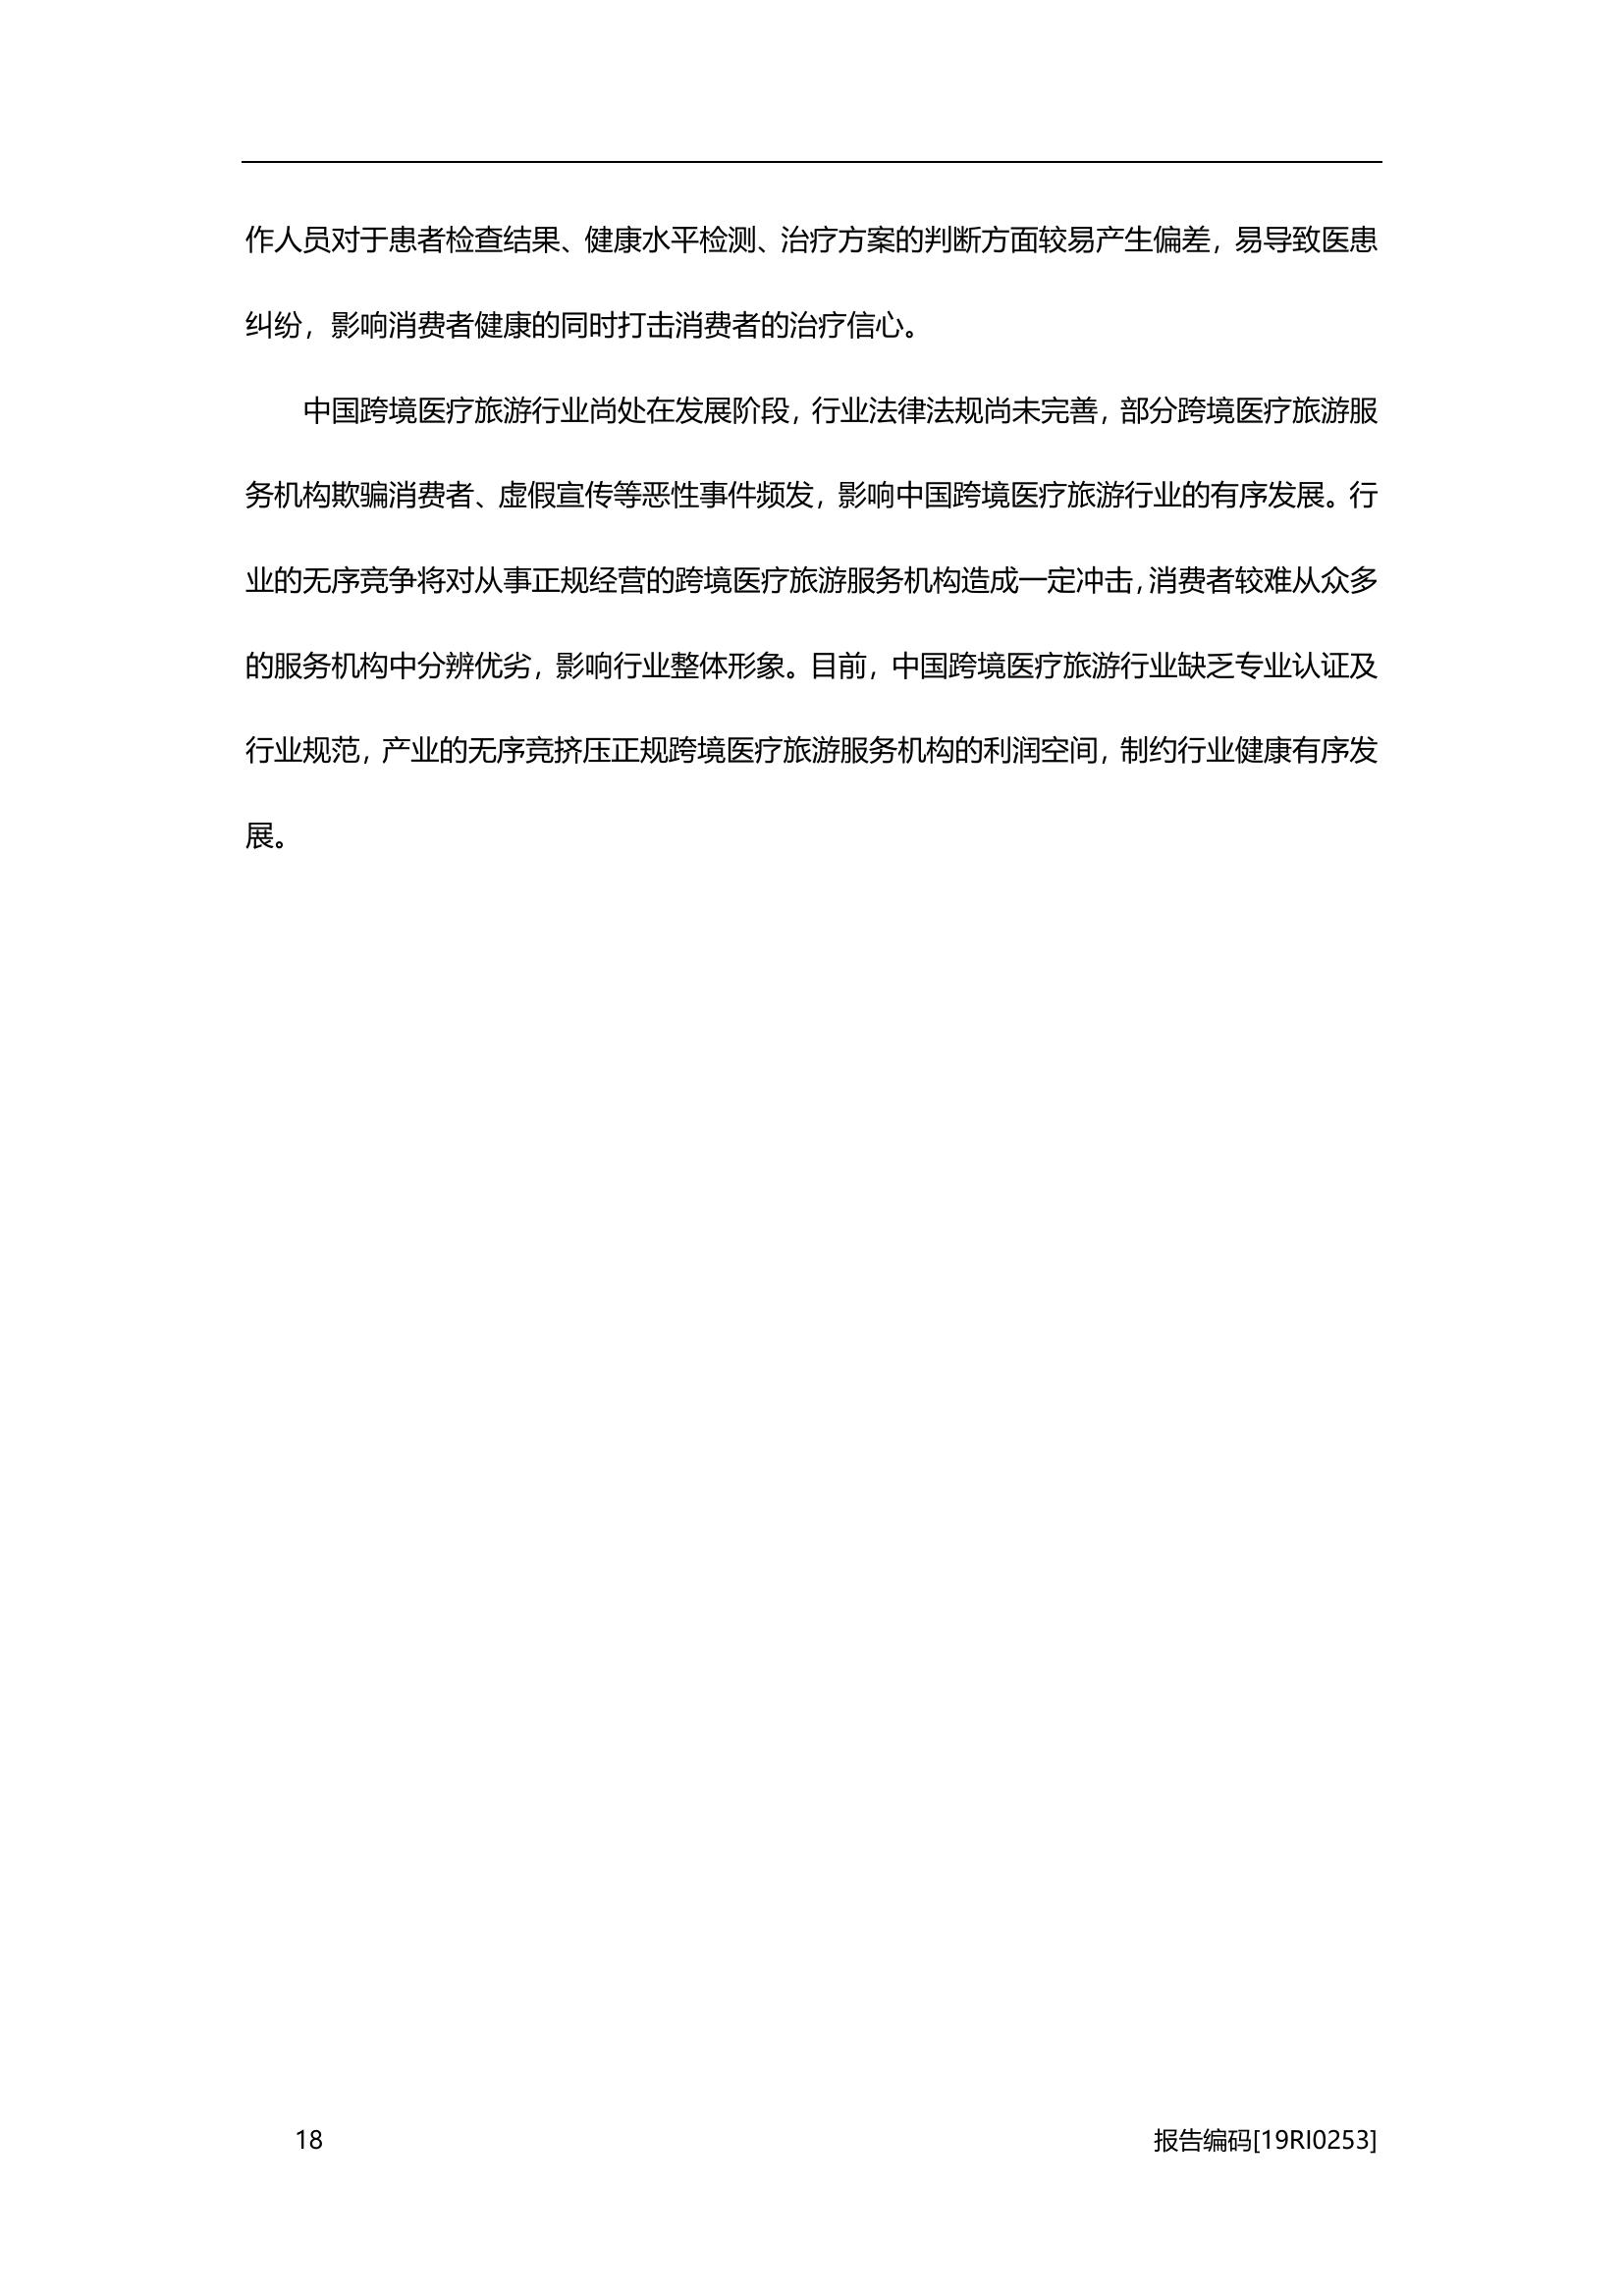 作人员对于患者检查结果、健康水平检测、治疗方案的判断方面较易产生偏差，易导致医患
纠纷，影响消费者健康的同时打击消费者的治疗信心。
中国跨境医疗旅游行业尚处在发展阶段，行业法律法规尚未完善，部分跨境医疗旅游服
务机构欺骗消费者、虚假宣传等恶性事件频发，影响中国跨境医疗旅游行业的有序发展。行
业的无序竞争将对从事正规经营的跨境医疗旅游服务机构造成一定冲击，消费者较难从众多
的服务机构中分辨优劣，影响行业整体形象。目前，中国跨境医疗旅游行业缺乏专业认证及
行业规范，产业的无序竞挤压正规跨境医疗旅游服务机构的利润空间，制约行业健康有序发
展。
18 报告编码[19RI0253]